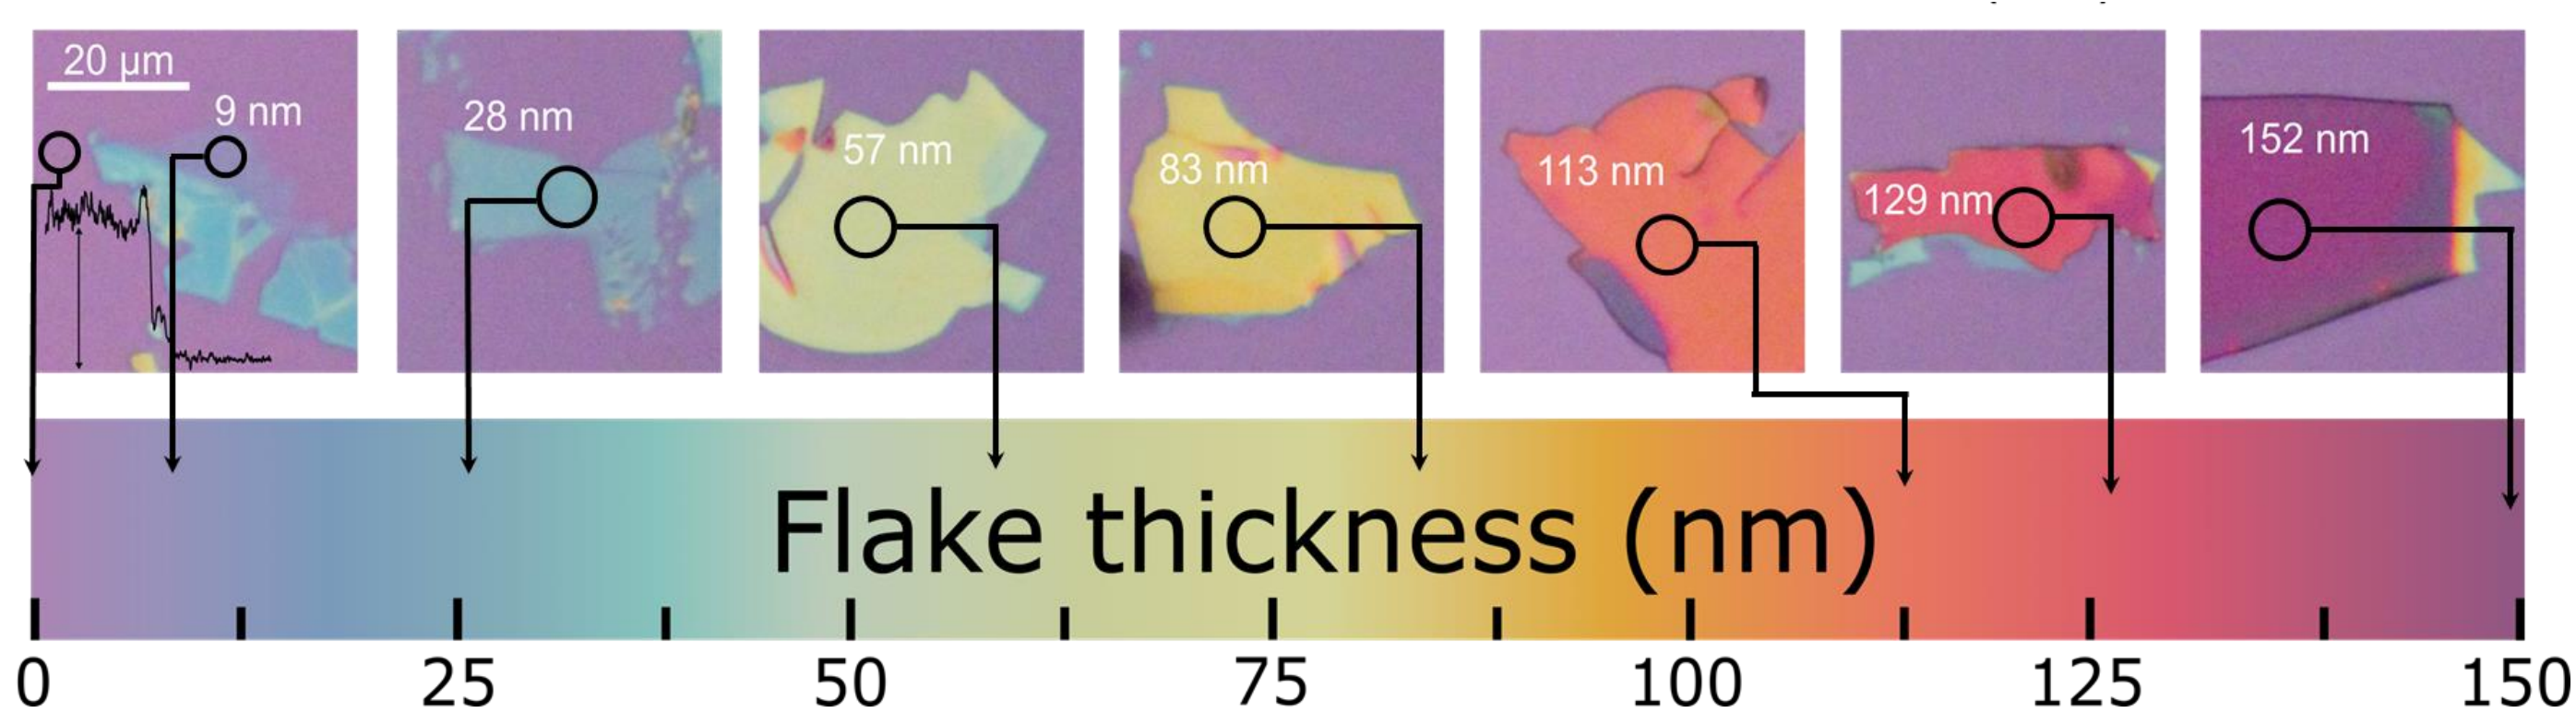 20 µm
9 nm
28 nm
57 nm
83 nm
113 nm
129 nm
152 nm
Flake thickness (nm)
0 25 50 75 100 125 150